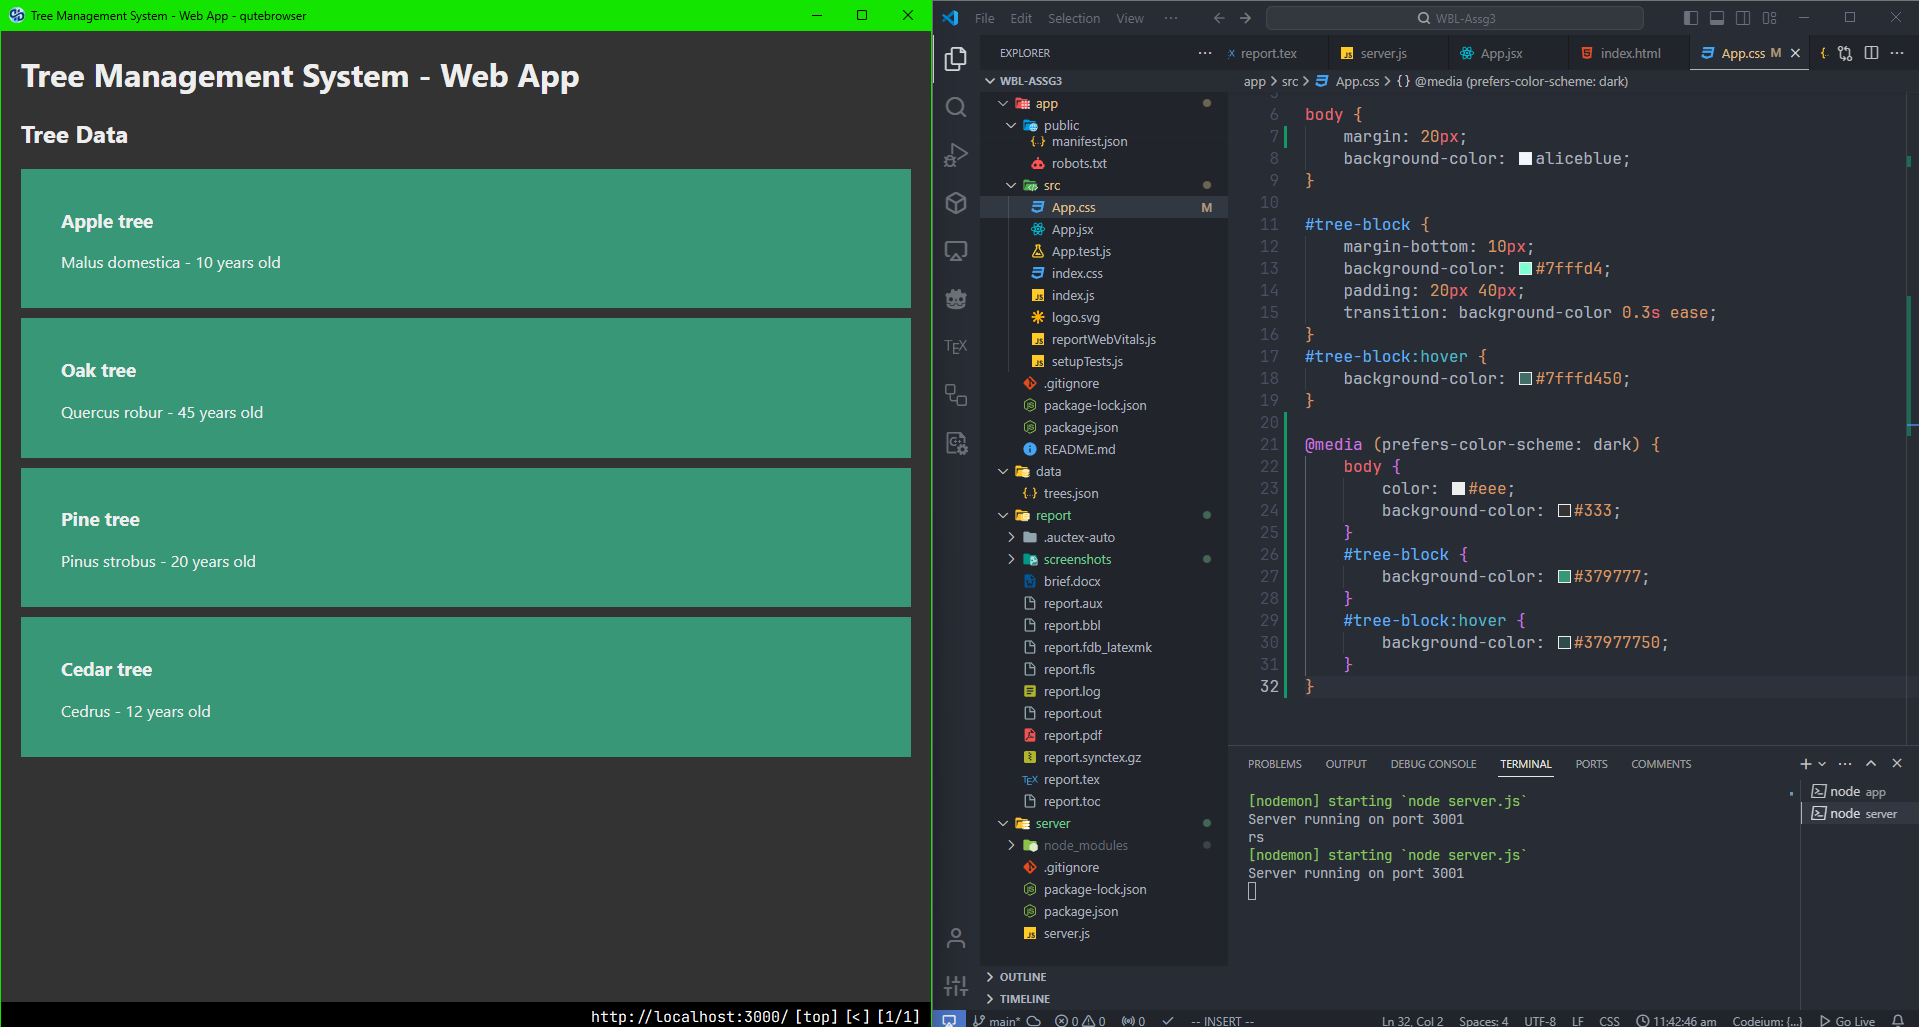 Tree Management System - Web App - qutebrowser
Tree Management System - Web App
Tree Data
Apple tree
Malus domestica - 10 years old
Oak tree
Quercus robur - 45 years old
Pine tree
Pinus strobus - 20 years old
Cedar tree
Cedrus - 12 years old
http://localhost:3000/ [top] [<] [1/1]
File Edit Selection View ··· WBL-Assg3
EXPLORER ···
WBL-ASSG3
app
public
manifest.json
robots.txt
src
App.css M
App.jsx
App.test.js
index.css
index.js
logo.svg
reportWebVitals.js
setupTests.js
.gitignore
package-lock.json
package.json
README.md
data
trees.json
report
.auctex-auto
screenshots
brief.docx
report.aux
report.bbl
report.fdb_latexmk
report.fls
report.log
report.out
report.pdf
report.synctex.gz
report.tex
report.toc
server
node_modules
.gitignore
package-lock.json
package.json
server.js
OUTLINE
TIMELINE
report.tex server.js App.jsx index.html App.css M
app > src > App.css > {} @media (prefers-color-scheme: dark)
6 body {
7 margin: 20px;
8 background-color: aliceblue;
9 }
10
11 #tree-block {
12 margin-bottom: 10px;
13 background-color: #7fffd4;
14 padding: 20px 40px;
15 transition: background-color 0.3s ease;
16 }
17 #tree-block:hover {
18 background-color: #7fffd450;
19 }
20
21 @media (prefers-color-scheme: dark) {
22 body {
23 color: #eee;
24 background-color: #333;
25 }
26 #tree-block {
27 background-color: #379777;
28 }
29 #tree-block:hover {
30 background-color: #37977750;
31 }
32 }
PROBLEMS OUTPUT DEBUG CONSOLE TERMINAL PORTS COMMENTS
[nodemon] starting `node server.js`
Server running on port 3001
rs
[nodemon] starting `node server.js`
Server running on port 3001
node app
node server
main* 0 0 0 -- INSERT -- Ln 32, Col 2 Spaces: 4 UTF-8 LF CSS 11:42:46 am Go Live Codeium: {...}